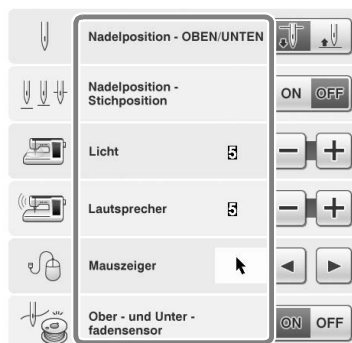 Nadelposition - OBEN/UNTEN
Nadelposition -
Stichposition
ON OFF
Licht 5
Lautsprecher 5
Mauszeiger
Ober - und Unter -
fadensensor
ON OFF